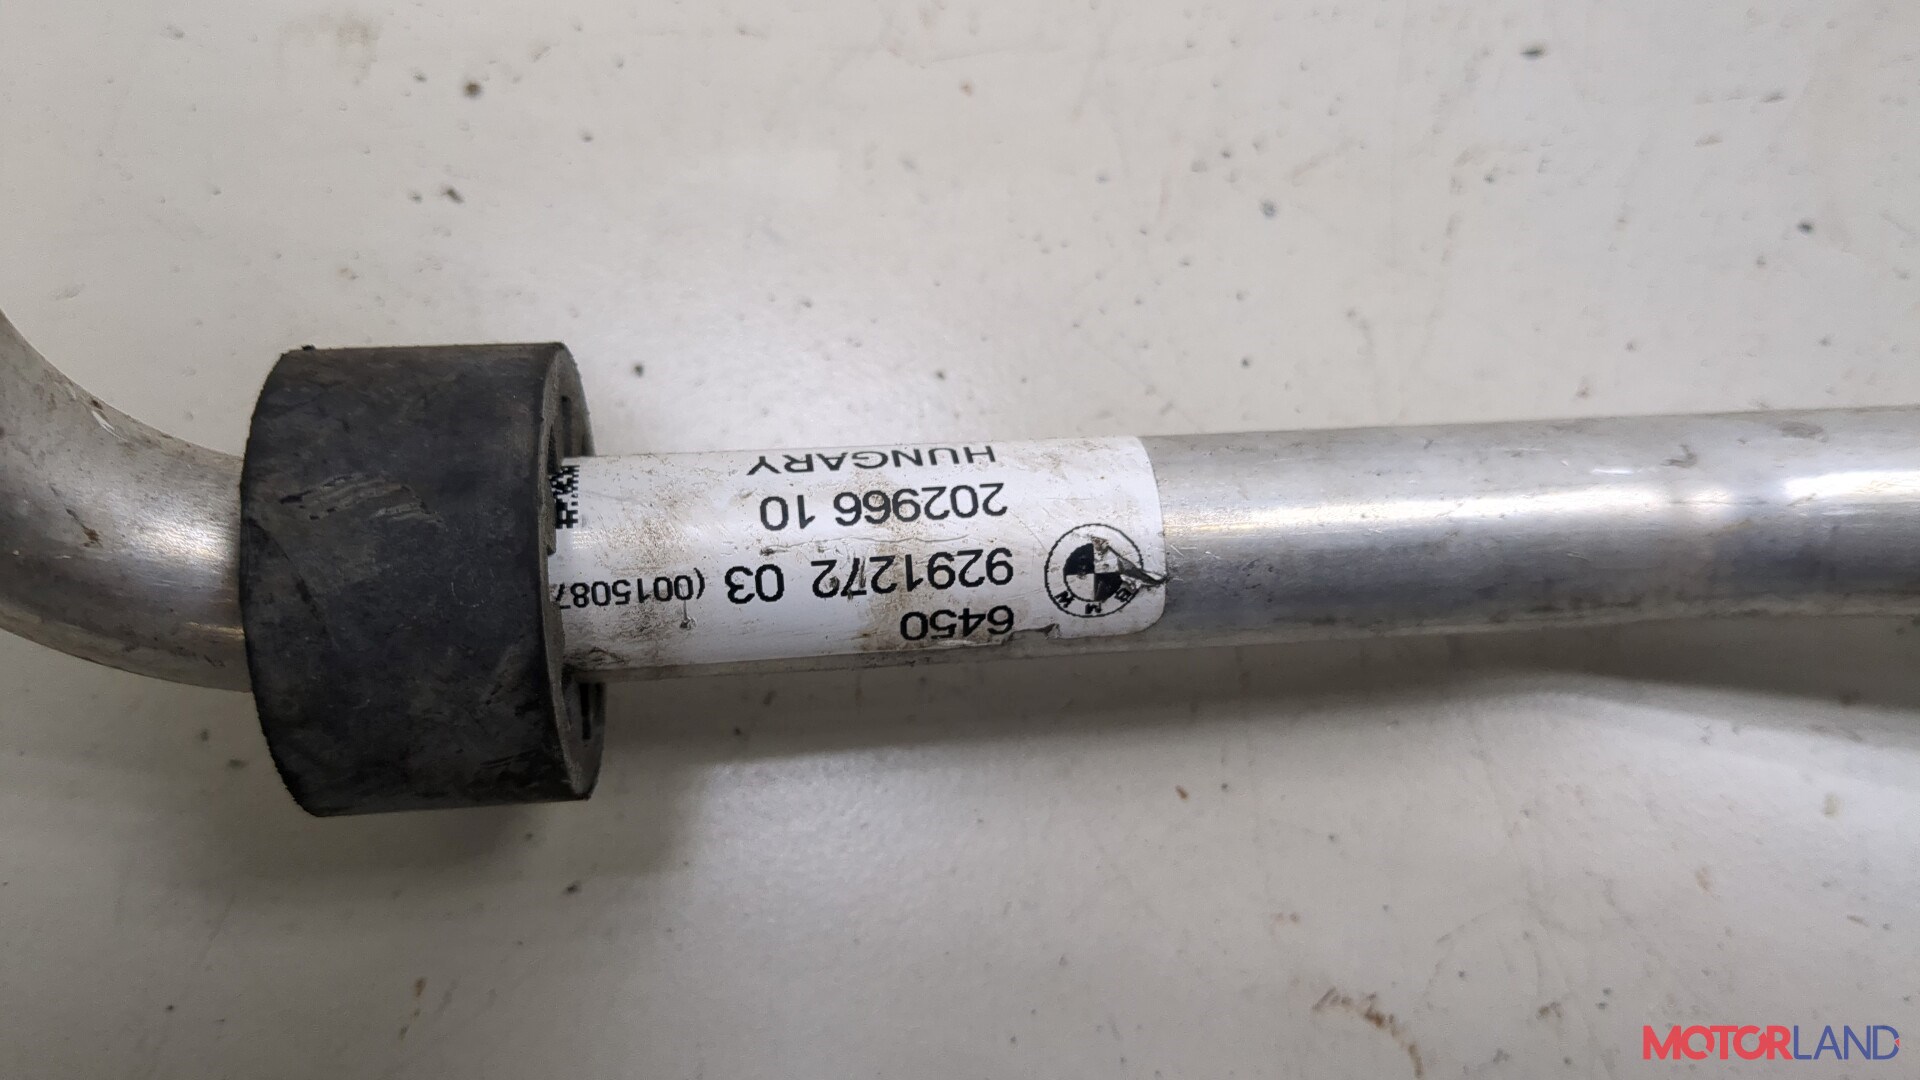 6450
9291272 03 (0015087
202966 10
HUNGARY
BMW
MOTORLAND